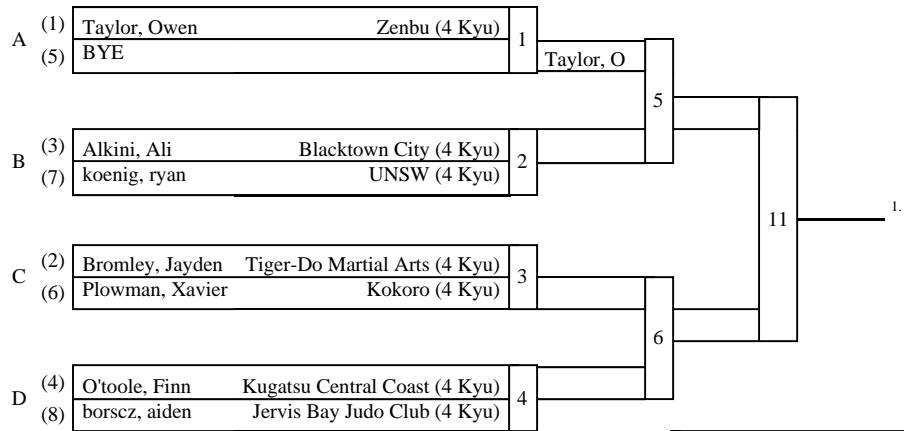 A (1) Taylor, Owen Zenbu (4 Kyu) 1
(5) BYE
Taylor, O
5
B (3) Alkini, Ali Blacktown City (4 Kyu) 2
(7) koenig, ryan UNSW (4 Kyu)
11
1.
C (2) Bromley, Jayden Tiger-Do Martial Arts (4 Kyu) 3
(6) Plowman, Xavier Kokoro (4 Kyu)
6
D (4) O'toole, Finn Kugatsu Central Coast (4 Kyu) 4
(8) borscz, aiden Jervis Bay Judo Club (4 Kyu)